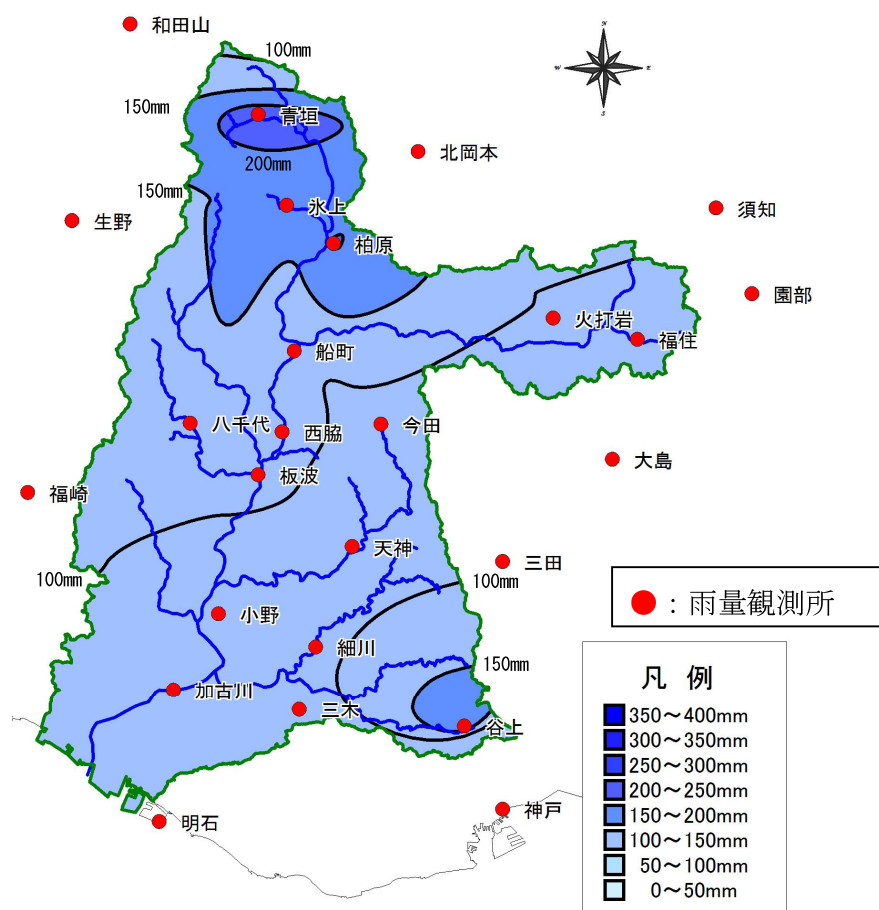 和田山
100mm
150mm
青垣
北岡本
200mm
150mm
氷上
須知
生野
柏原
園部
火打岩
福住
船町
八千代
西脇
今田
大島
板波
福崎
天神
三田
100mm
100mm
：雨量観測所
小野
細川
150mm
凡 例
加古川
三木
谷上
350～400mm
300～350mm
250～300mm
200～250mm
150～200mm
100～150mm
50～100mm
0～50mm
明石
神戸
N
W
E
S